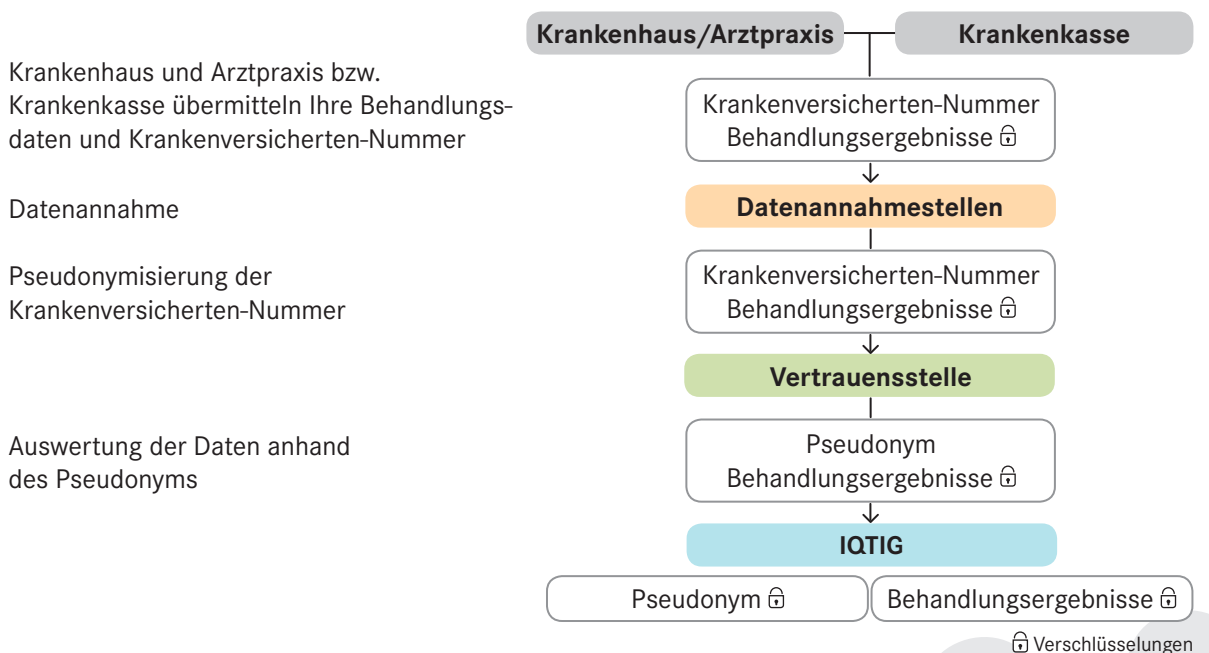 Krankenhaus/Arztpraxis
Krankenkasse
Krankenhaus und Arztpraxis bzw.
Krankenkasse übermitteln Ihre Behandlungs-
daten und Krankenversicherten-Nummer
Krankenversicherten-Nummer
Behandlungsergebnisse
Datenannahme
Datenannahmestellen
Pseudonymisierung der
Krankenversicherten-Nummer
Krankenversicherten-Nummer
Behandlungsergebnisse
Vertrauensstelle
Auswertung der Daten anhand
des Pseudonyms
Pseudonym
Behandlungsergebnisse
IQTIG
Pseudonym
Behandlungsergebnisse
Verschlüsselungen